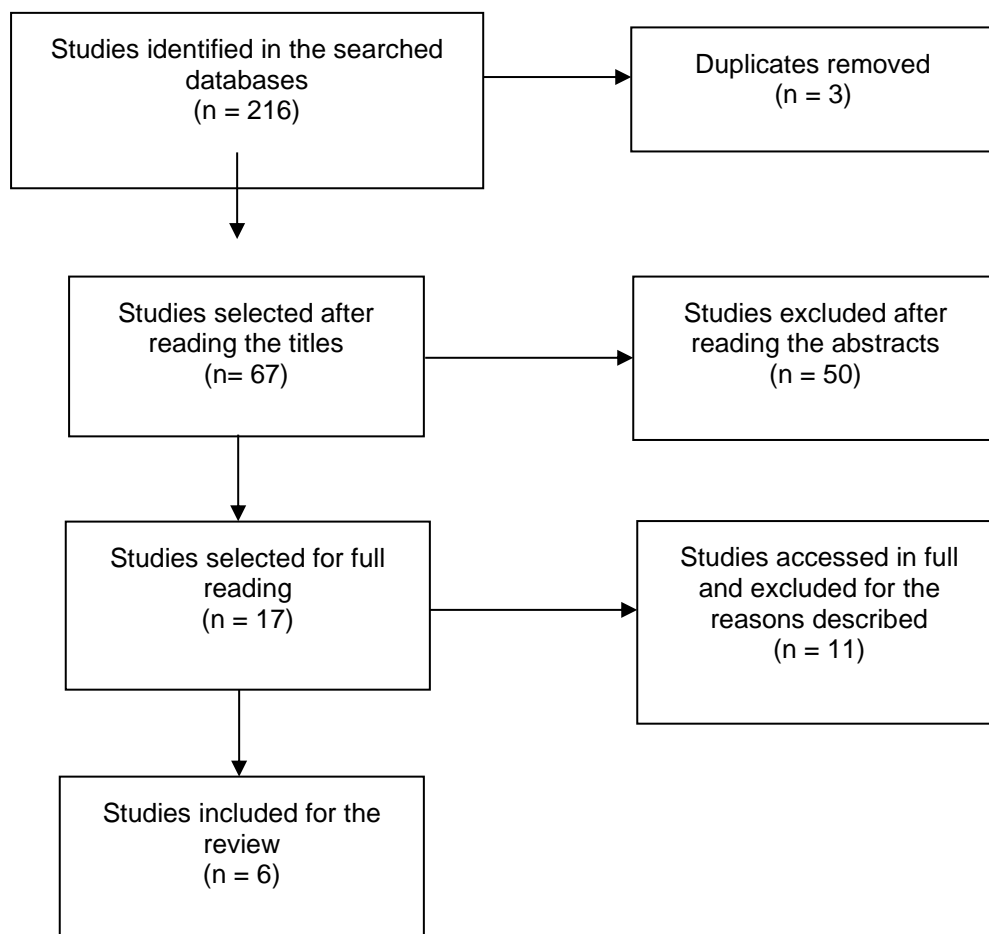 Studies identified in the searched
databases
(n = 216)
Duplicates removed
(n = 3)
Studies selected after
reading the titles
(n= 67)
Studies excluded after
reading the abstracts
(n = 50)
Studies selected for full
reading
(n = 17)
Studies accessed in full
and excluded for the
reasons described
(n = 11)
Studies included for the
review
(n = 6)